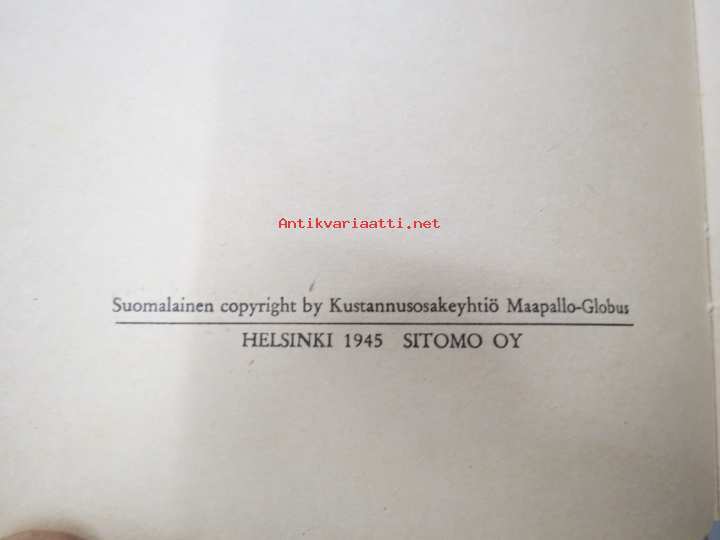 Antikvariaatti.net
Suomalainen copyright by Kustannusosakeyhtiö Maapallo-Globus
HELSINKI 1945 SITOMO OY